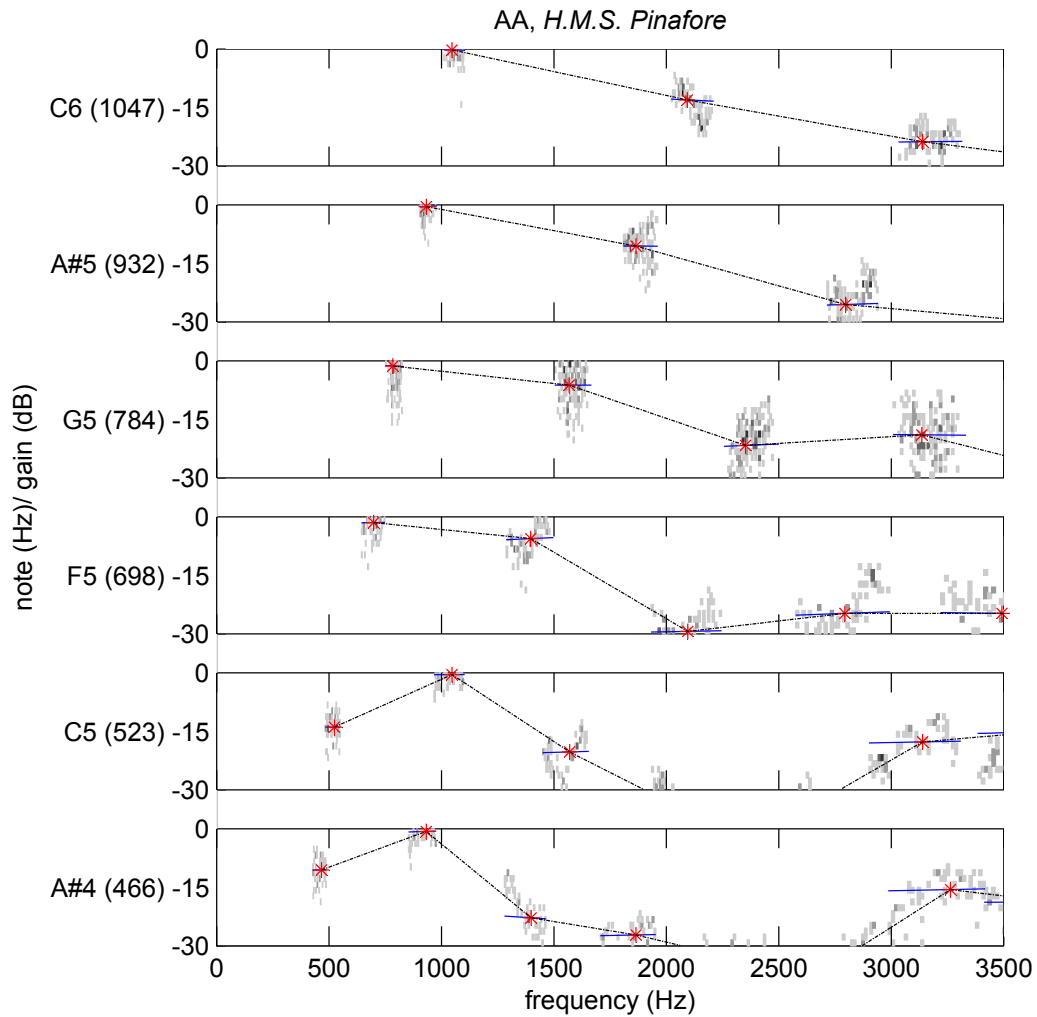 AA, H.M.S. Pinafore
note (Hz)/ gain (dB)
0
C6 (1047) -15
-30
0
A#5 (932) -15
-30
0
G5 (784) -15
-30
0
F5 (698) -15
-30
0
C5 (523) -15
-30
0
A#4 (466) -15
-30
0 500 1000 1500 2000 2500 3000 3500
frequency (Hz)